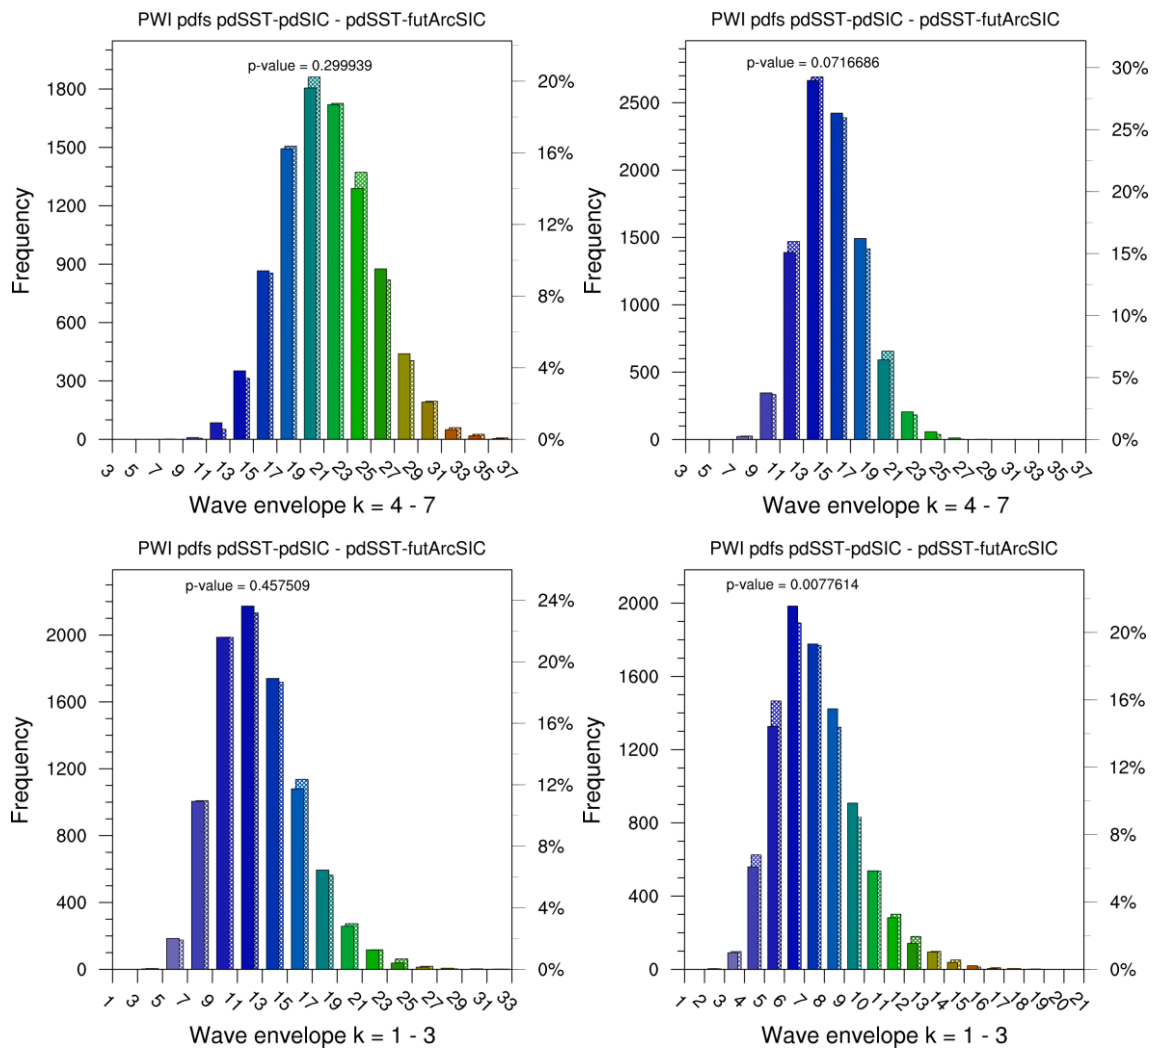 PWI pdfs pdSST-pdSIC - pdSST-futArcSIC
p-value = 0.299939
Frequency
1800
1500
1200
900
600
300
0
20%
16%
12%
8%
4%
0%
3 5 7 9 11 13 15 17 19 21 23 25 27 29 31 33 35 37
Wave envelope k = 4 - 7
PWI pdfs pdSST-pdSIC - pdSST-futArcSIC
p-value = 0.0716686
Frequency
2500
2000
1500
1000
500
0
30%
25%
20%
15%
10%
5%
0%
3 5 7 9 11 13 15 17 19 21 23 25 27 29 31 33 35 37
Wave envelope k = 4 - 7
PWI pdfs pdSST-pdSIC - pdSST-futArcSIC
p-value = 0.457509
Frequency
2000
1600
1200
800
400
0
24%
20%
16%
12%
8%
4%
0%
1 3 5 7 9 11 13 15 17 19 21 23 25 27 29 31 33
Wave envelope k = 1 - 3
PWI pdfs pdSST-pdSIC - pdSST-futArcSIC
p-value = 0.0077614
Frequency
2000
1600
1200
800
400
0
20%
16%
12%
8%
4%
0%
1 2 3 4 5 6 7 8 9 10 11 12 13 14 15 16 17 18 19 20 21
Wave envelope k = 1 - 3